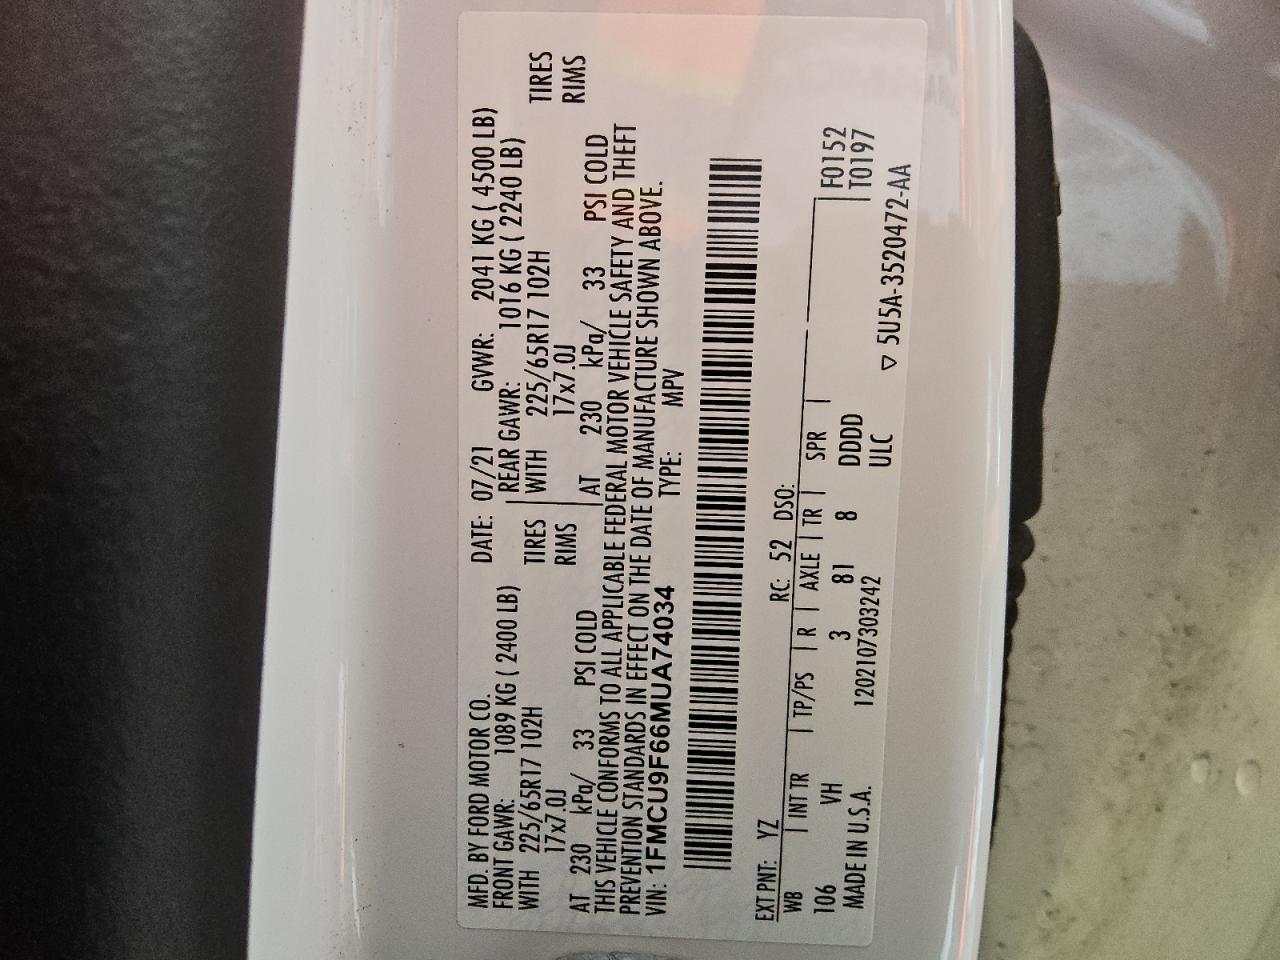 MFD. BY FORD MOTOR CO. DATE: 07/21 GVWR: 2041 KG ( 4500 LB)
FRONT GAWR: 1089 KG ( 2400 LB) REAR GAWR: 1016 KG ( 2240 LB)
WITH 225/65R17 102H TIRES WITH 225/65R17 102H TIRES
17x7.0J RIMS 17x7.0J RIMS
AT 230 kPa/ 33 PSI COLD AT 230 kPa/ 33 PSI COLD
THIS VEHICLE CONFORMS TO ALL APPLICABLE FEDERAL MOTOR VEHICLE SAFETY AND THEFT
PREVENTION STANDARDS IN EFFECT ON THE DATE OF MANUFACTURE SHOWN ABOVE.
VIN: 1FMCU9F66MUA74034 TYPE: MPV
EXT PNT: YZ RC: 52 DSO:
WB INT TR TP/PS R AXLE TR SPR F0152
106 VH 3 81 8 DDDD T0197
MADE IN U.S.A. 1202107303242 ULC ▽ 5U5A-3520472-AA